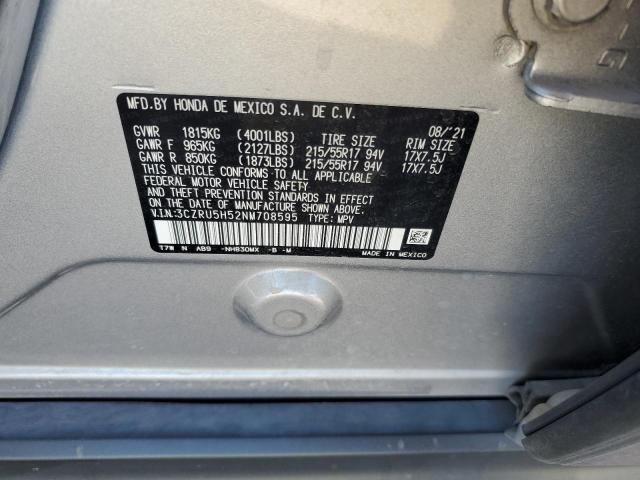 MFD.BY HONDA DE MEXICO S.A. DE C.V. 08/'21
GVWR 1815KG (4001LBS) TIRE SIZE RIM SIZE
GAWR F 965KG (2127LBS) 215/55R17 94V 17X7.5J
GAWR R 850KG (1873LBS) 215/55R17 94V 17X7.5J
THIS VEHICLE CONFORMS TO ALL APPLICABLE
FEDERAL MOTOR VEHICLE SAFETY,
AND THEFT PREVENTION STANDARDS IN EFFECT
ON THE DATE OF MANUFACTURE SHOWN ABOVE.
V.I.N:3CZRU5H52NM708595 TYPE: MPV
T7W N AB9 -NH830MX -B -M MADE IN MEXICO